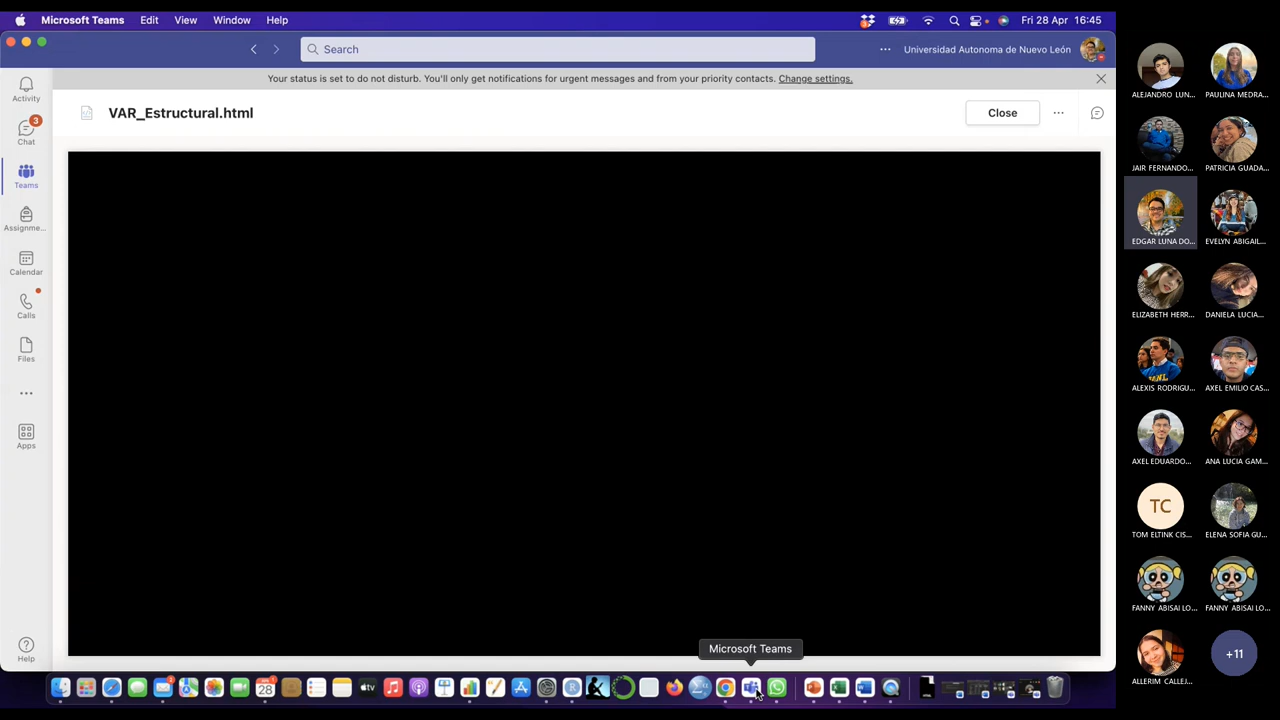 Microsoft Teams Edit View Window Help
Fri 28 Apr 16:45
Search
Universidad Autonoma de Nuevo León
Your status is set to do not disturb. You'll only get notifications for urgent messages and from your priority contacts. Change settings.
VAR_Estructural.html
Close
Activity
3
Chat
Teams
Assignme...
Calendar
Calls
Files
Apps
Help
Microsoft Teams
APR
28
tv
ALEJANDRO LUN...
PAULINA MEDRA...
JAIR FERNANDO...
PATRICIA GUADA...
EDGAR LUNA DO...
EVELYN ABIGAIL...
ELIZABETH HERR...
DANIELA LUCIA...
ALEXIS RODRIGU...
AXEL EMILIO CAS...
AXEL EDUARDO...
ANA LUCIA GAM...
TC
TOM ELTINK CIS...
ELENA SOFIA GU...
FANNY ABISAI LO...
FANNY ABISAI LO...
ALLERIM CALLEJ...
+11